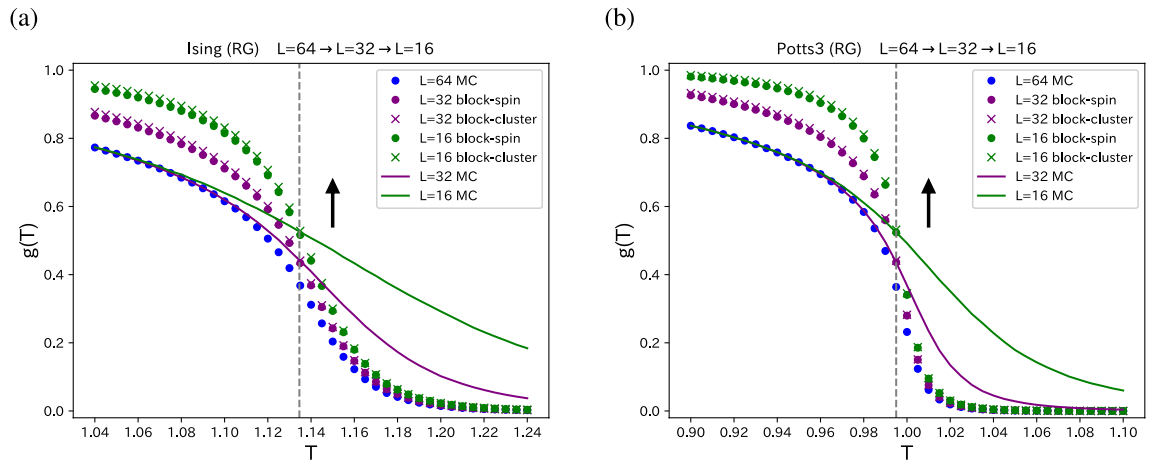 (a)
Ising (RG) L=64→L=32→L=16
g(T)
1.0
0.8
0.6
0.4
0.2
0.0
L=64 MC
L=32 block-spin
L=32 block-cluster
L=16 block-spin
L=16 block-cluster
L=32 MC
L=16 MC
1.04 1.06 1.08 1.10 1.12 1.14 1.16 1.18 1.20 1.22 1.24
T
(b)
Potts3 (RG) L=64→L=32→L=16
g(T)
1.0
0.8
0.6
0.4
0.2
0.0
L=64 MC
L=32 block-spin
L=32 block-cluster
L=16 block-spin
L=16 block-cluster
L=32 MC
L=16 MC
0.90 0.92 0.94 0.96 0.98 1.00 1.02 1.04 1.06 1.08 1.10
T